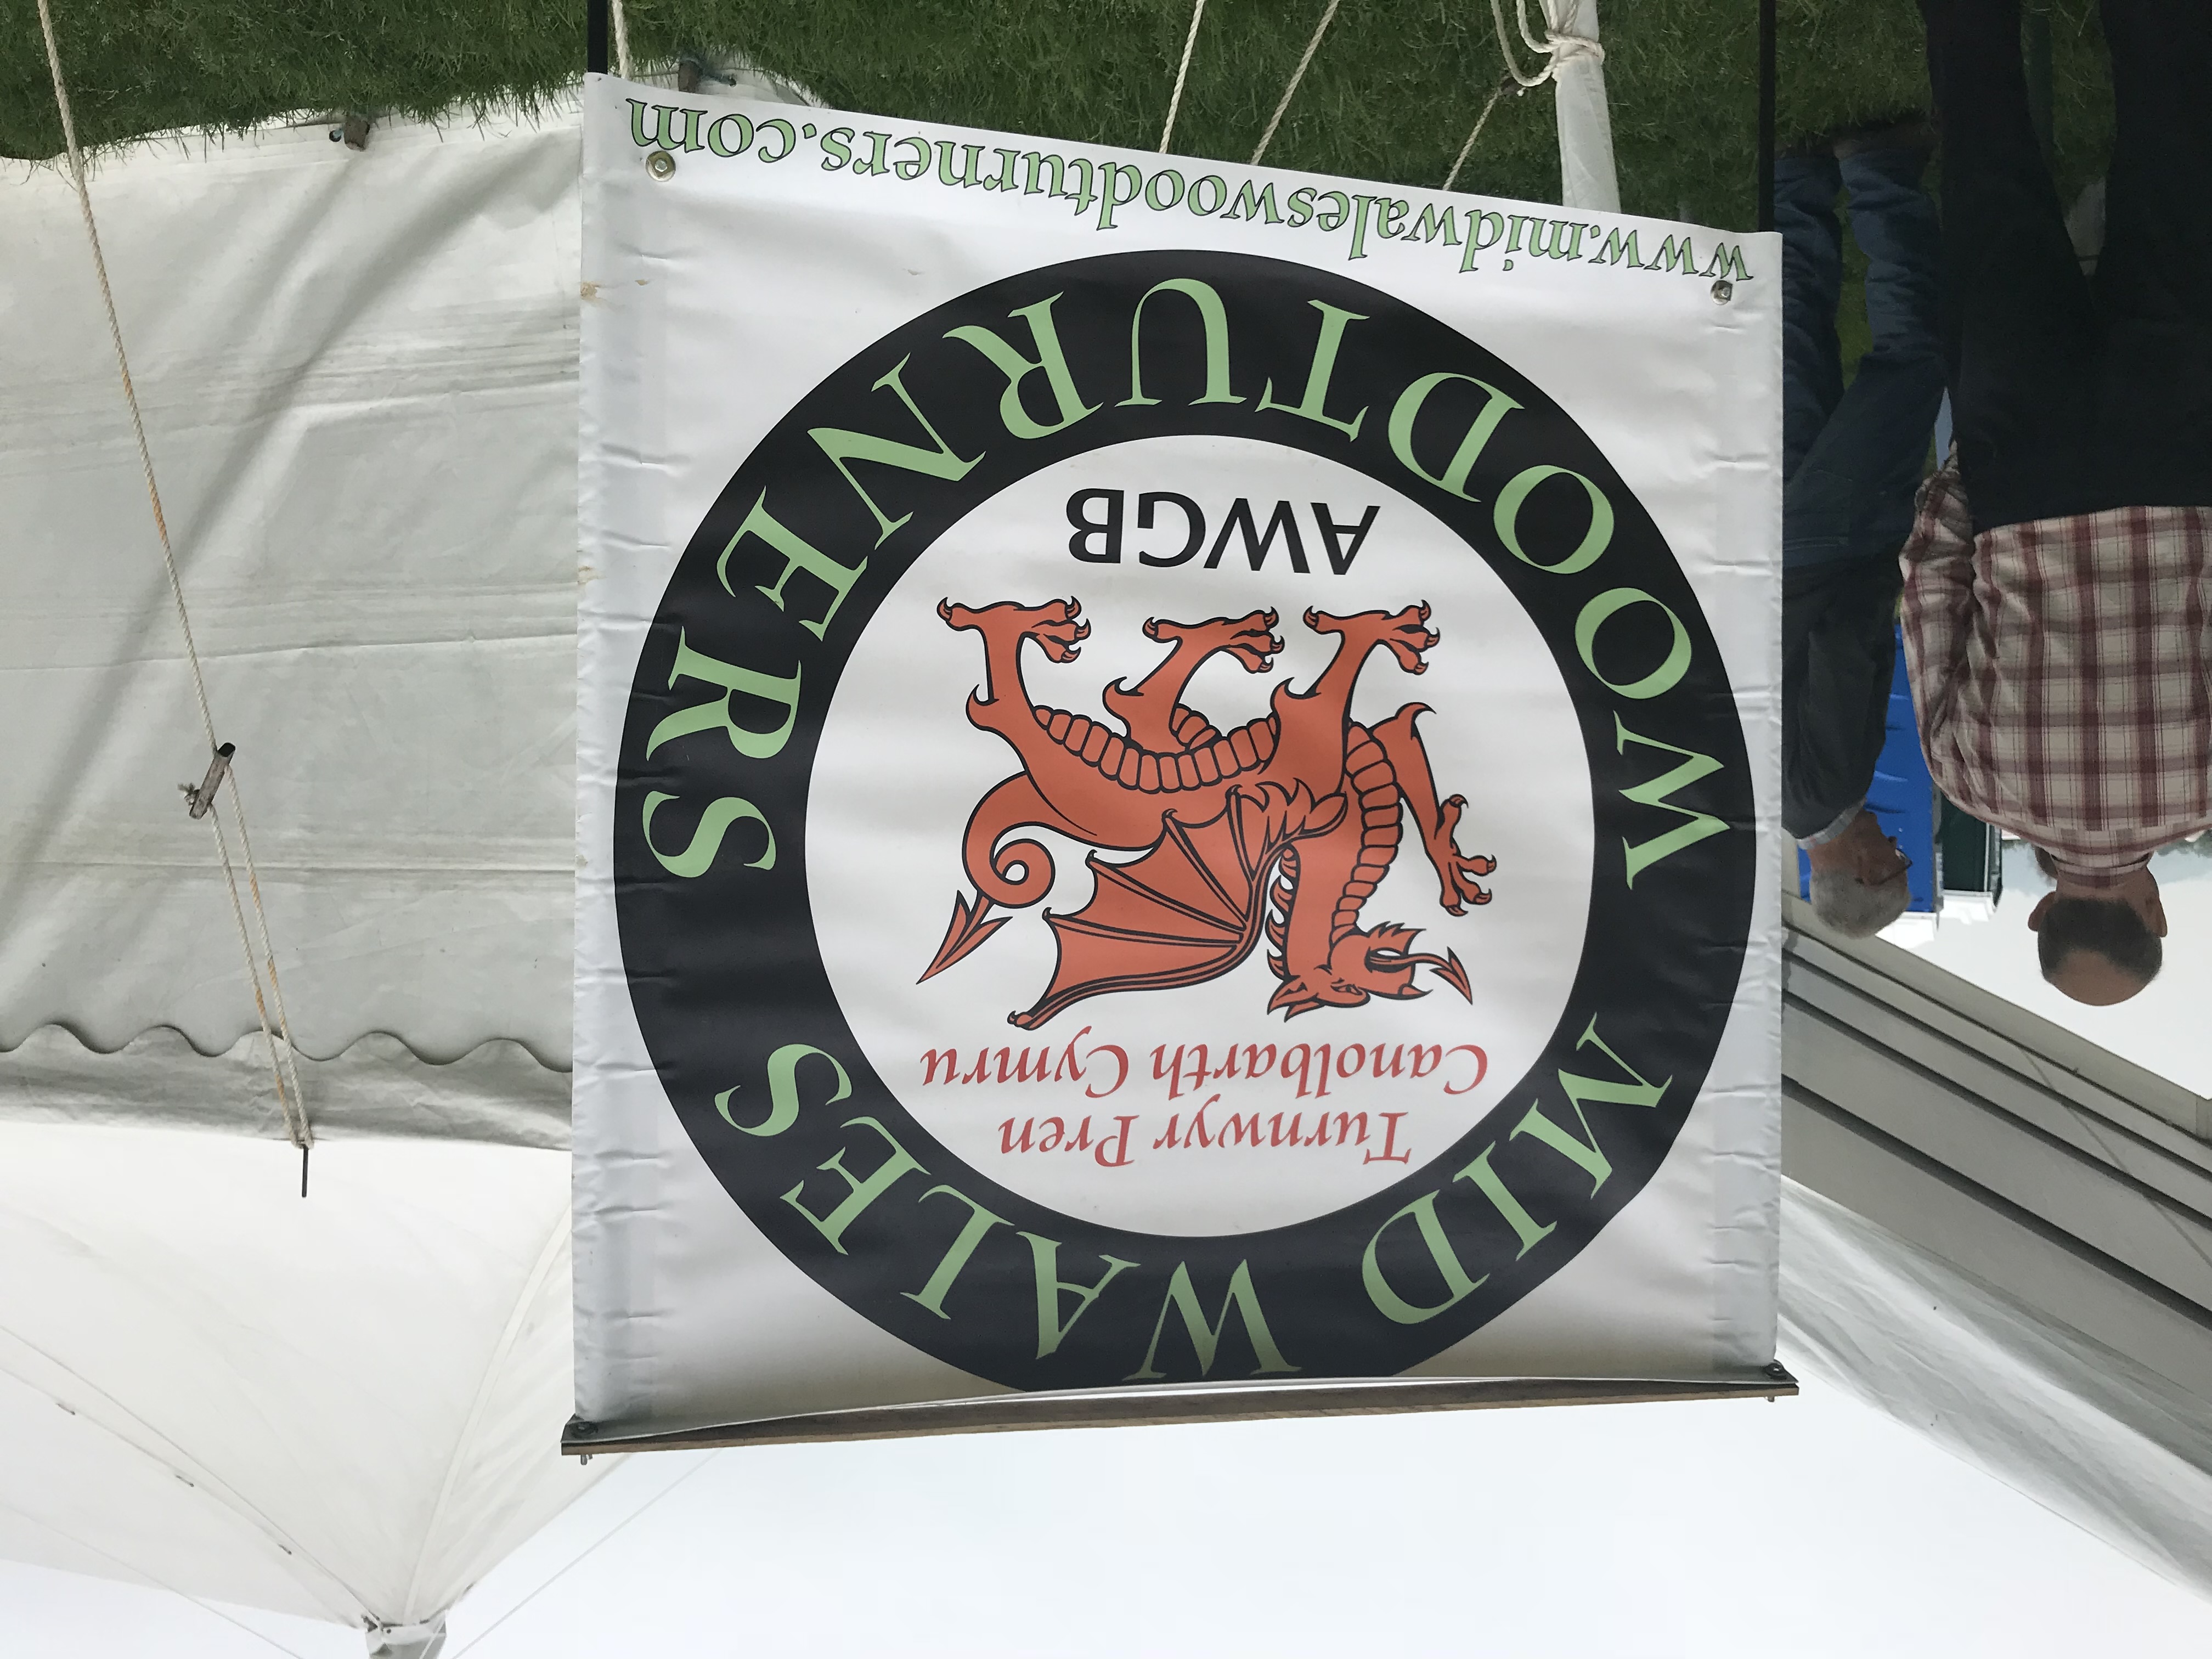 MID WALES
Turnwyr Pren
Canolbarth Cymru
AWGB
WOODTURNERS
www.midwaleswoodturners.com